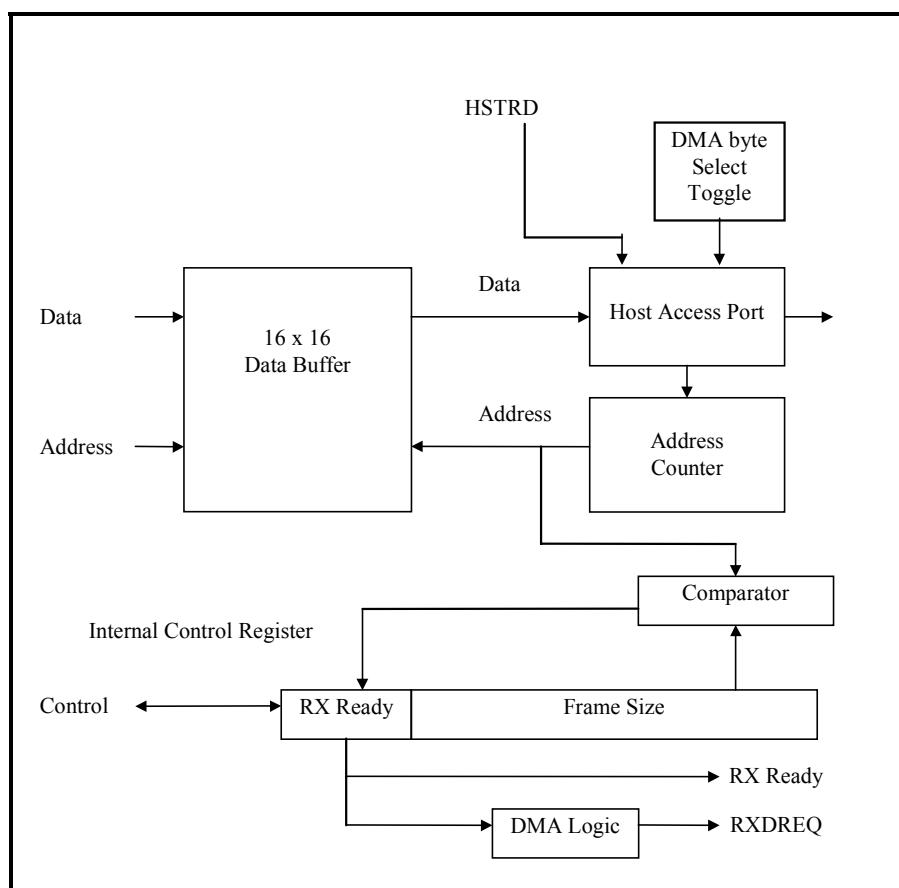 HSTRD
DMA byte
Select
Toggle
Data
Data
Host Access Port
16 x 16
Data Buffer
Address
Address
Address
Counter
Comparator
Internal Control Register
Control
RX Ready
Frame Size
RX Ready
DMA Logic
RXDREQ